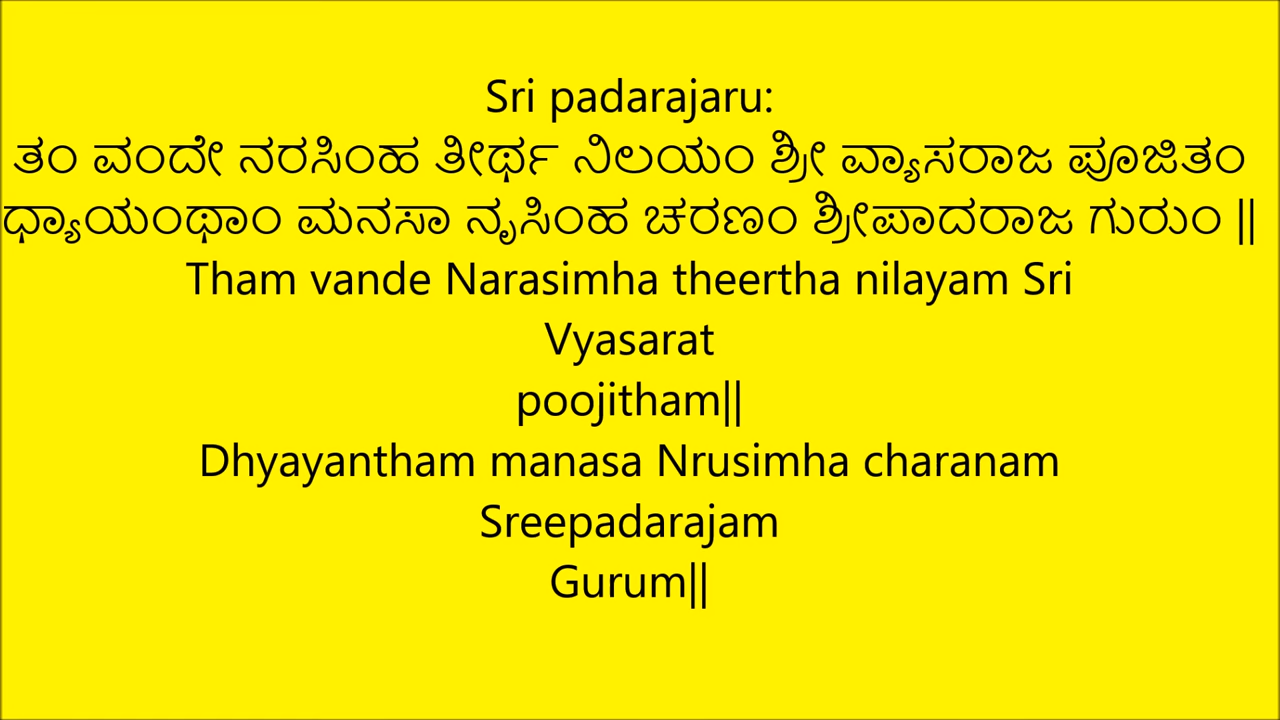 Sri padarajaru:
ತಂ ವಂದೇ ನರಸಿಂಹ ತೀರ್ಥ ನಿಲಯಂ ಶ್ರೀ ವ್ಯಾಸರಾಜ ಪೂಜಿತಂ
ಧ್ಯಾಯಂಥಾಂ ಮನಸಾ ನೃಸಿಂಹ ಚರಣಂ ಶ್ರೀಪಾದರಾಜ ಗುರುಂ ||
Tham vande Narasimha theertha nilayam Sri
Vyasarat
poojitham||
Dhyayantham manasa Nrusimha charanam
Sreepadarajam
Gurum||